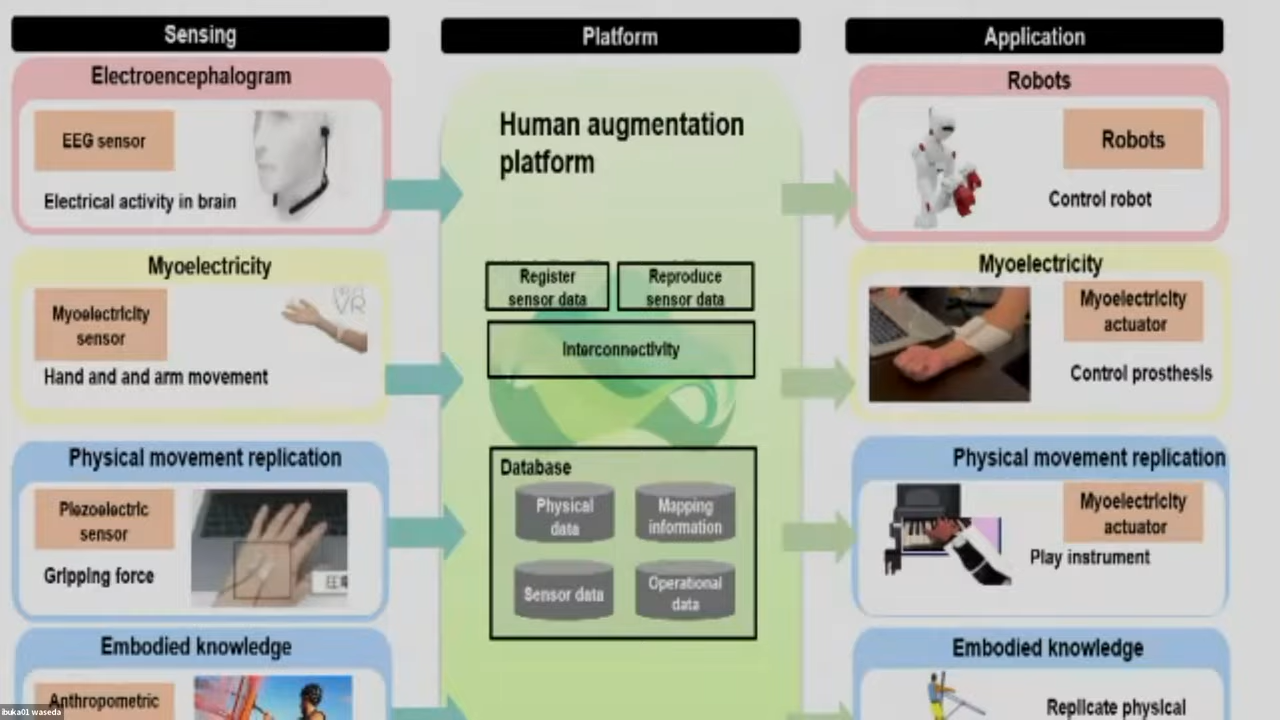 Sensing
Electroencephalogram
EEG sensor
Electrical activity in brain
Myoelectricity
Myoelectricity
sensor
VR
Hand and and arm movement
Physical movement replication
Piezoelectric
sensor
Gripping force
Embodied knowledge
Anthropometric
ibuka01 waseda
Platform
Human augmentation
platform
Register
sensor data
Reproduce
sensor data
Interconnectivity
Database
Physical
data
Mapping
information
Sensor data
Operational
data
Application
Robots
Robots
Control robot
Myoelectricity
Myoelectricity
actuator
Control prosthesis
Physical movement replication
Myoelectricity
actuator
Play instrument
Embodied knowledge
Replicate physical